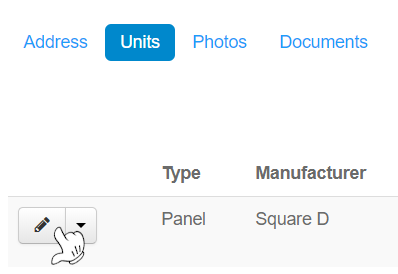 Address Units Photos Documents
Type Manufacturer
Panel Square D